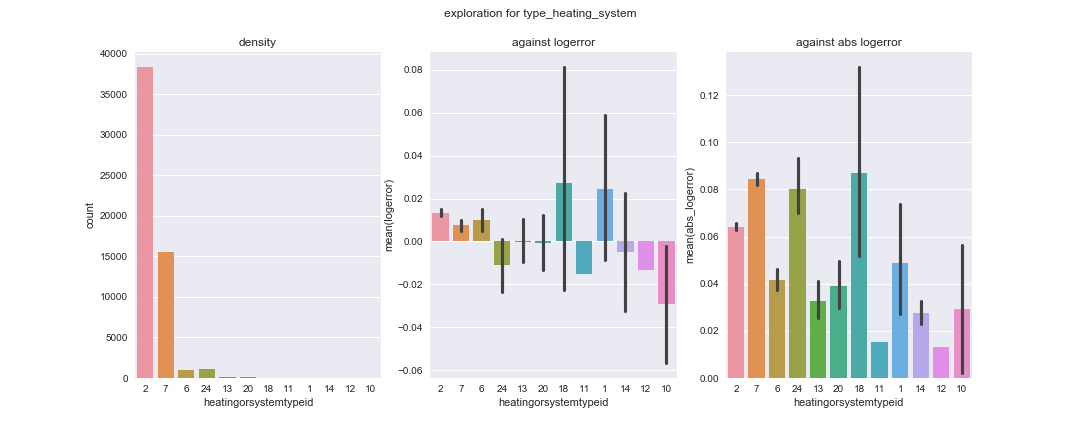 exploration for type_heating_system
density
against logerror
against abs logerror
40000
35000
30000
25000
20000
15000
10000
5000
0
count
2 7 6 24 13 20 18 11 1 14 12 10
heatingorsystemtypeid
0.08
0.06
0.04
0.02
0.00
−0.02
−0.04
−0.06
mean(logerror)
2 7 6 24 13 20 18 11 1 14 12 10
heatingorsystemtypeid
0.12
0.10
0.08
0.06
0.04
0.02
0.00
mean(abs_logerror)
2 7 6 24 13 20 18 11 1 14 12 10
heatingorsystemtypeid